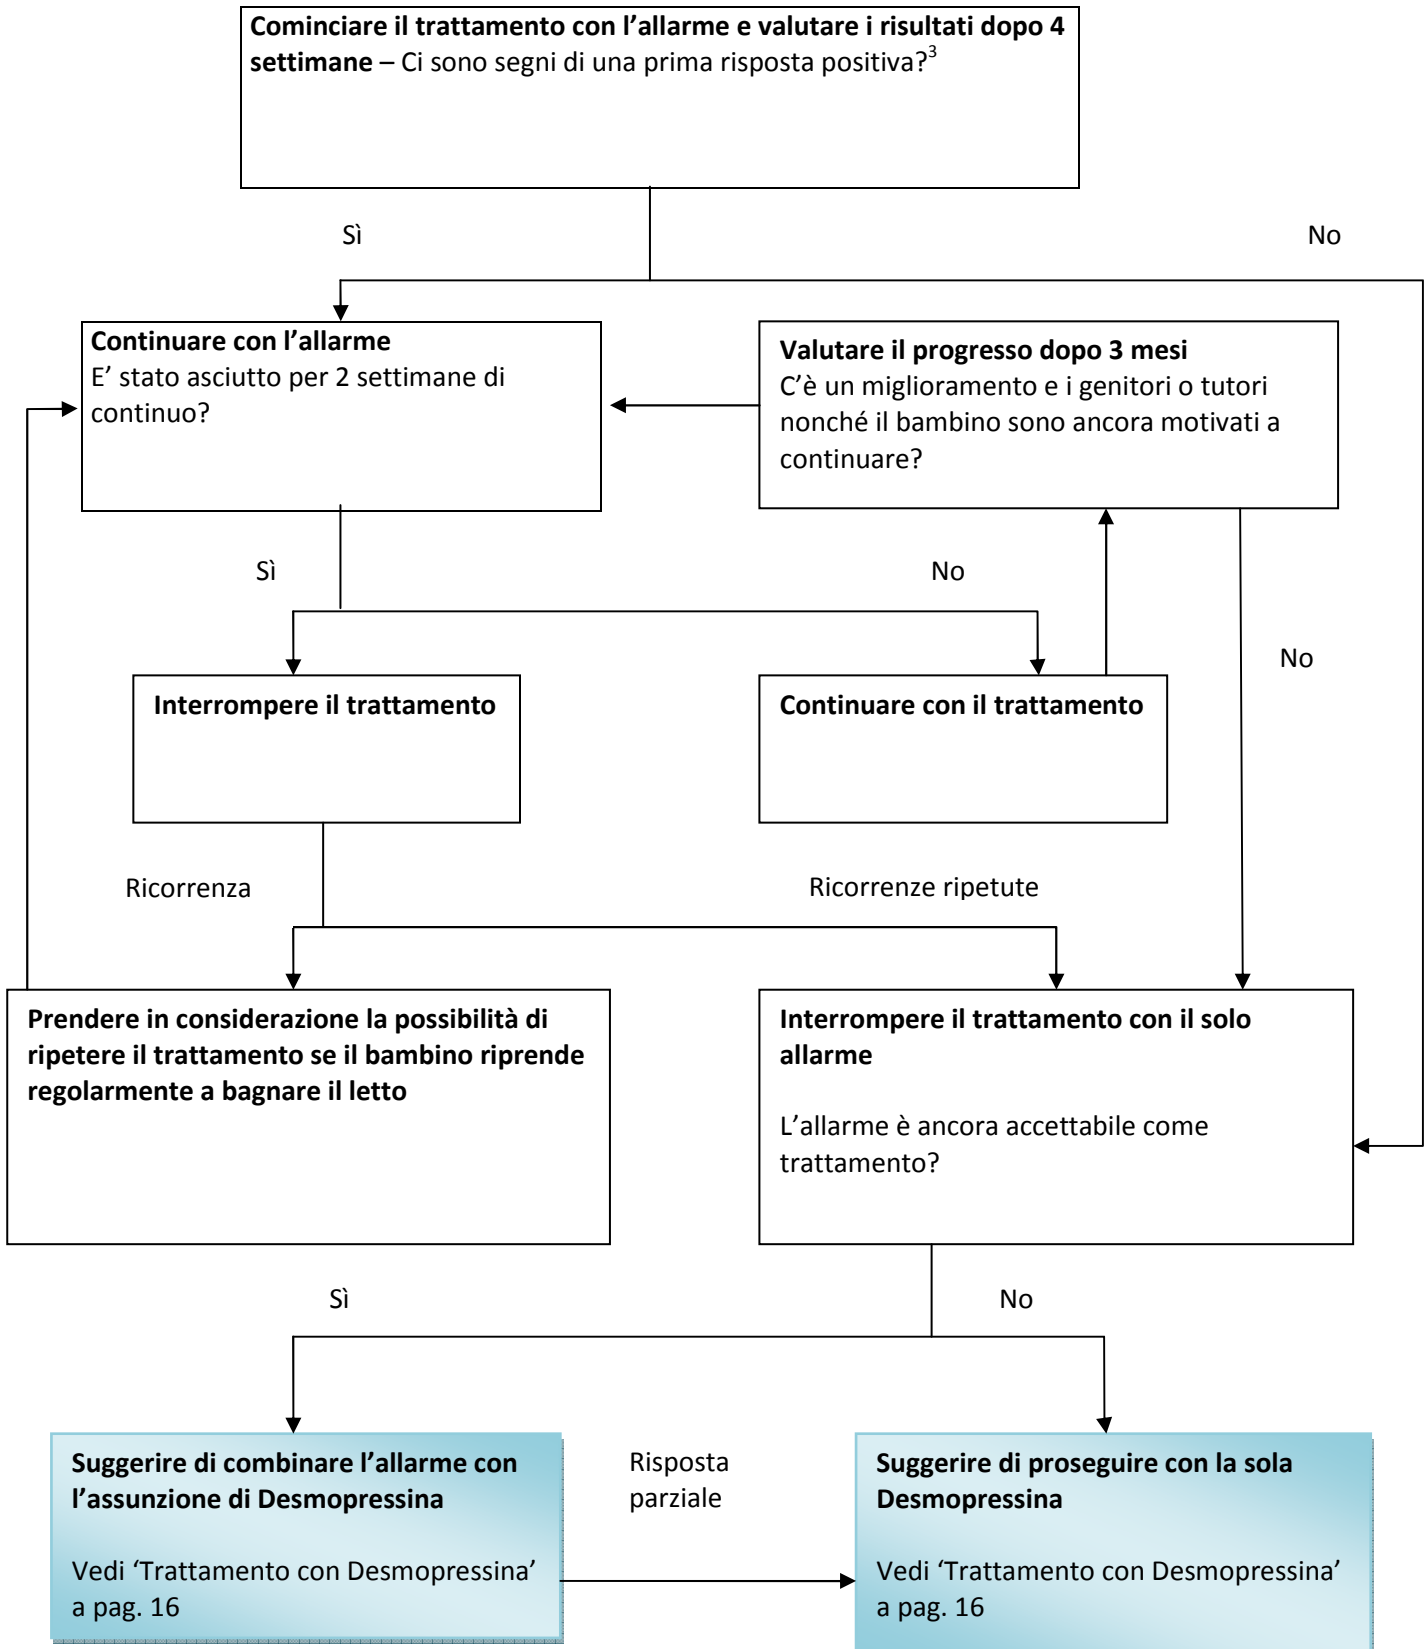 Cominciare il trattamento con l’allarme e valutare i risultati dopo 4
settimane – Ci sono segni di una prima risposta positiva?³
Sì
No
Continuare con l’allarme
E’ stato asciutto per 2 settimane di
continuo?
Valutare il progresso dopo 3 mesi
C’è un miglioramento e i genitori o tutori
nonché il bambino sono ancora motivati a
continuare?
Sì
No
No
Interrompere il trattamento
Continuare con il trattamento
Ricorrenza
Ricorrenze ripetute
Prendere in considerazione la possibilità di
ripetere il trattamento se il bambino riprende
regolarmente a bagnare il letto
Interrompere il trattamento con il solo
allarme
L’allarme è ancora accettabile come
trattamento?
Sì
No
Suggerire di combinare l’allarme con
l’assunzione di Desmopressina
Vedi ‘Trattamento con Desmopressina’
a pag. 16
Risposta
parziale
Suggerire di proseguire con la sola
Desmopressina
Vedi ‘Trattamento con Desmopressina’
a pag. 16